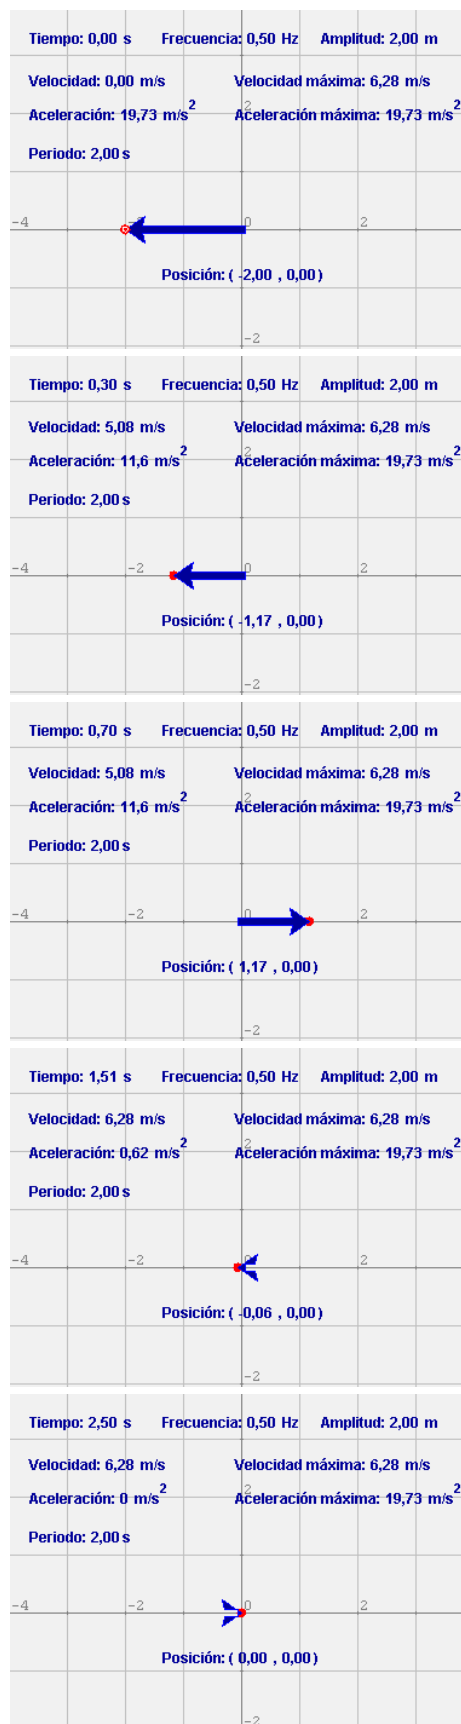 Tiempo: 0,00 s Frecuencia: 0,50 Hz Amplitud: 2,00 m
Velocidad: 0,00 m/s Velocidad máxima: 6,28 m/s
2
Aceleración: 19,73 m/s² Aceleración máxima: 19,73 m/s²
Periodo: 2,00 s
-4 -2 0 2
Posición: ( -2,00 , 0,00 )
-2
Tiempo: 0,30 s Frecuencia: 0,50 Hz Amplitud: 2,00 m
Velocidad: 5,08 m/s Velocidad máxima: 6,28 m/s
2
Aceleración: 11,6 m/s² Aceleración máxima: 19,73 m/s²
Periodo: 2,00 s
-4 -2 0 2
Posición: ( -1,17 , 0,00 )
-2
Tiempo: 0,70 s Frecuencia: 0,50 Hz Amplitud: 2,00 m
Velocidad: 5,08 m/s Velocidad máxima: 6,28 m/s
2
Aceleración: 11,6 m/s² Aceleración máxima: 19,73 m/s²
Periodo: 2,00 s
-4 -2 0 2
Posición: ( 1,17 , 0,00 )
-2
Tiempo: 1,51 s Frecuencia: 0,50 Hz Amplitud: 2,00 m
Velocidad: 6,28 m/s Velocidad máxima: 6,28 m/s
2
Aceleración: 0,62 m/s² Aceleración máxima: 19,73 m/s²
Periodo: 2,00 s
-4 -2 0 2
Posición: ( -0,06 , 0,00 )
-2
Tiempo: 2,50 s Frecuencia: 0,50 Hz Amplitud: 2,00 m
Velocidad: 6,28 m/s Velocidad máxima: 6,28 m/s
2
Aceleración: 0 m/s² Aceleración máxima: 19,73 m/s²
Periodo: 2,00 s
-4 -2 0 2
Posición: ( 0,00 , 0,00 )
-2